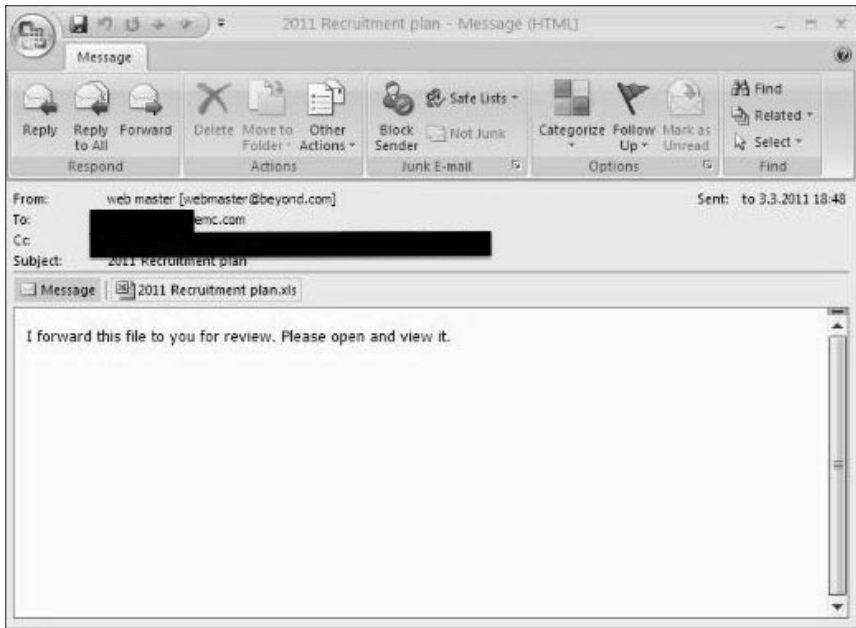 2011 Recruitment plan - Message (HTML)
Message
Reply Reply to All Forward
Respond
Delete Move to Folder Other Actions
Actions
Block Sender Safe Lists Not Junk
Junk E-mail
Categorize Follow Up Mark as Unread
Options
Find Related Select
Find
From: web master [webmaster@beyond.com] Sent: to 3.3.2011 18:48
To: emc.com
Cc:
Subject: 2011 Recruitment plan
Message 2011 Recruitment plan.xls
I forward this file to you for review. Please open and view it.